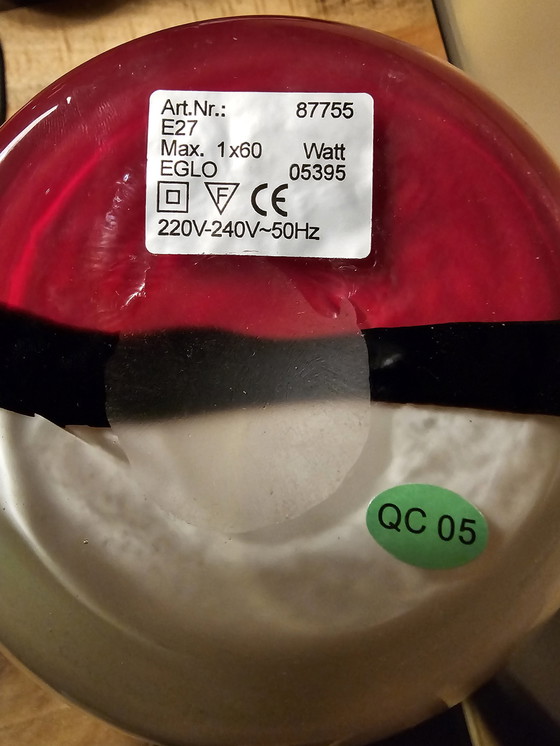 Art.Nr.: 87755
E27
Max. 1x60 Watt
EGLO 05395
F CE
220V-240V~50Hz
QC 05